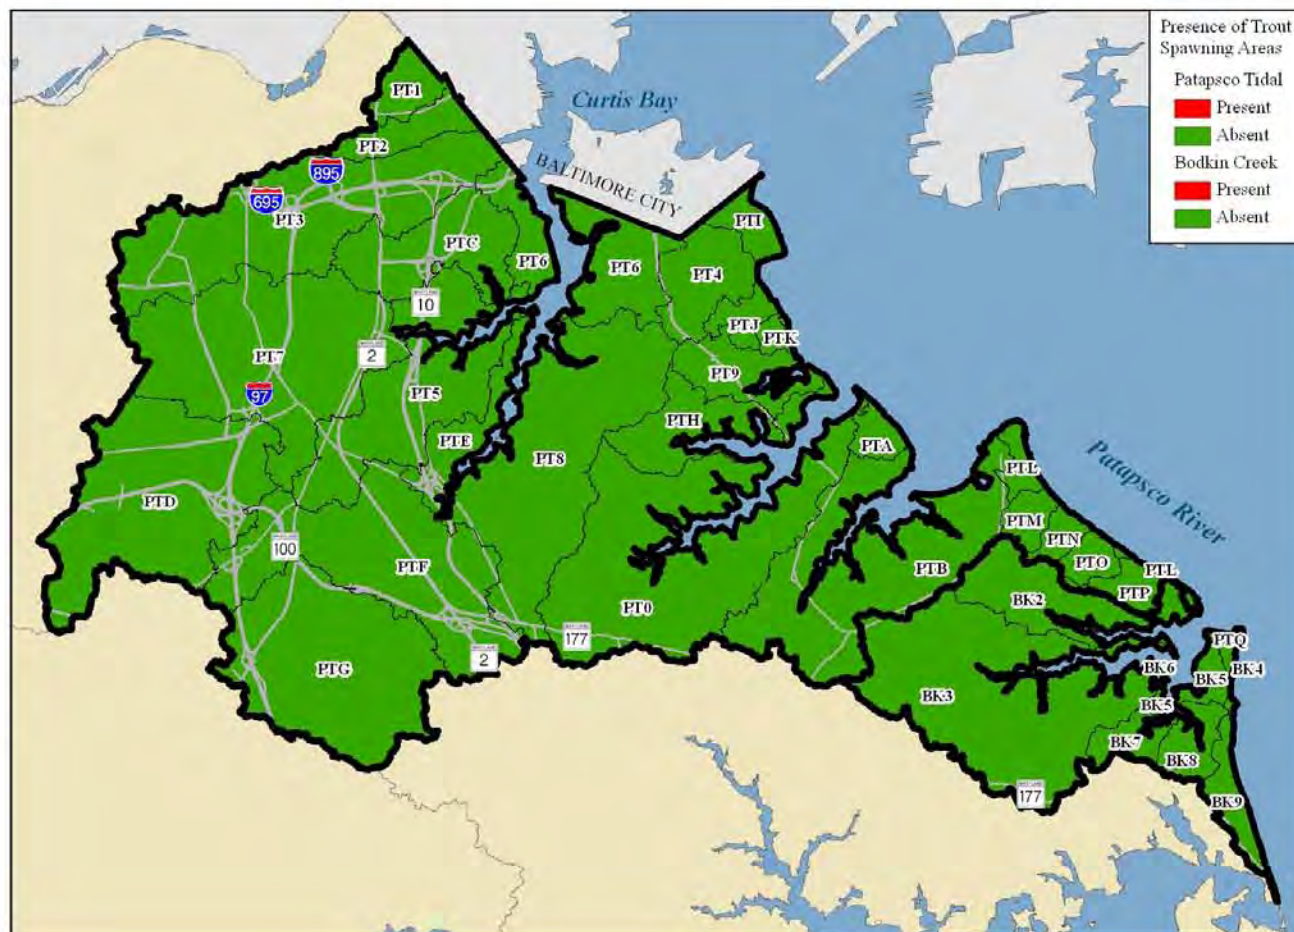 Presence of Trout
Spawning Areas
Patapsco Tidal
Present
Absent
Bodkin Creek
Present
Absent
Curtis Bay
BALTIMORE CITY
Patapsco River
PT1
PT2
895
695
PT3
PTC
PT6
PT6
PTI
PT4
10
PTJ
PTK
2
PT7
PT9
97
PT5
PTH
PTE
PTA
PT8
PTL
PTD
PTM
PTN
100
PTO
PTL
PTF
PTB
PTP
BK2
PT0
177
PTQ
2
BK6
BK4
PTG
BK5
BK3
BK5
BK7
BK8
177
BK9